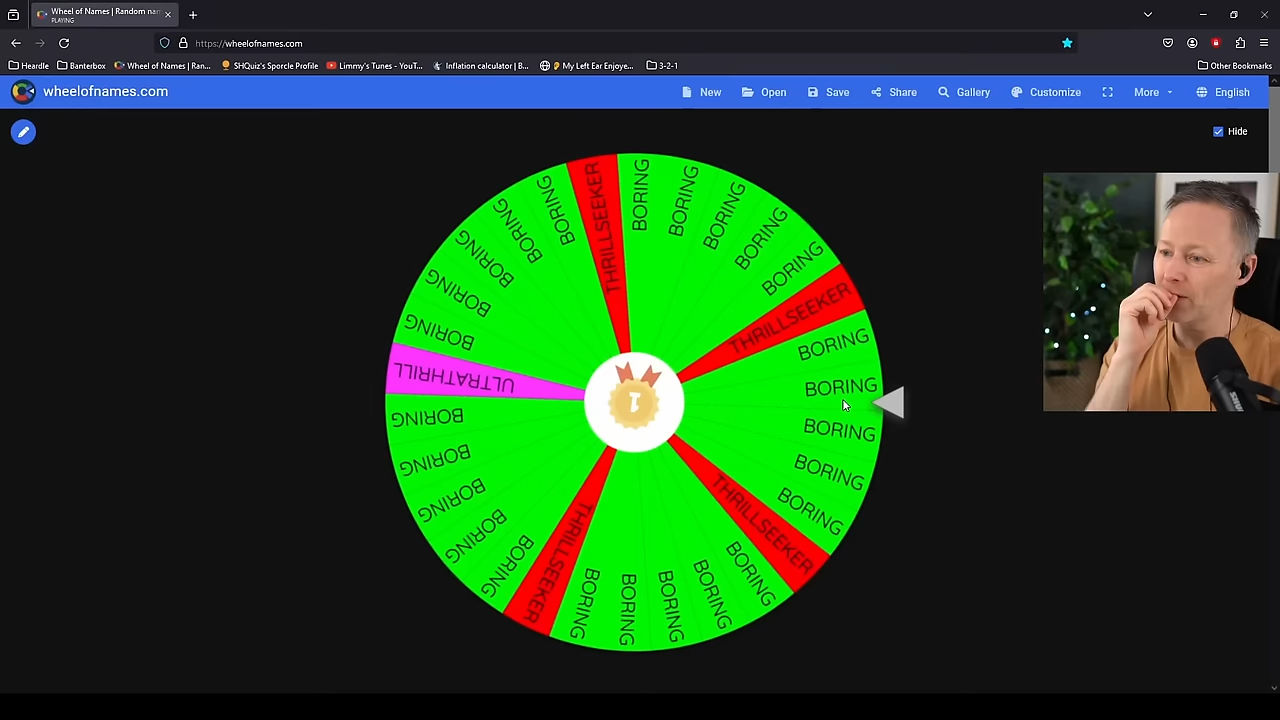 Wheel of Names | Random nam
PLAYING
https://wheelofnames.com
Heardle
Banterbox
Wheel of Names | Ran...
SHQuiz's Sporcle Profile
Limmy's Tunes - YouT...
Inflation calculator | B...
My Left Ear Enjoye...
3-2-1
Other Bookmarks
wheelofnames.com
New
Open
Save
Share
Gallery
Customize
More
English
Hide
THRILLSEEKER
BORING
BORING
BORING
BORING
BORING
THRILLSEEKER
BORING
BORING
BORING
BORING
BORING
THRILLSEEKER
BORING
BORING
BORING
BORING
BORING
THRILLSEEKER
BORING
BORING
BORING
BORING
BORING
ULTRATHRILL
BORING
BORING
BORING
BORING
BORING
1